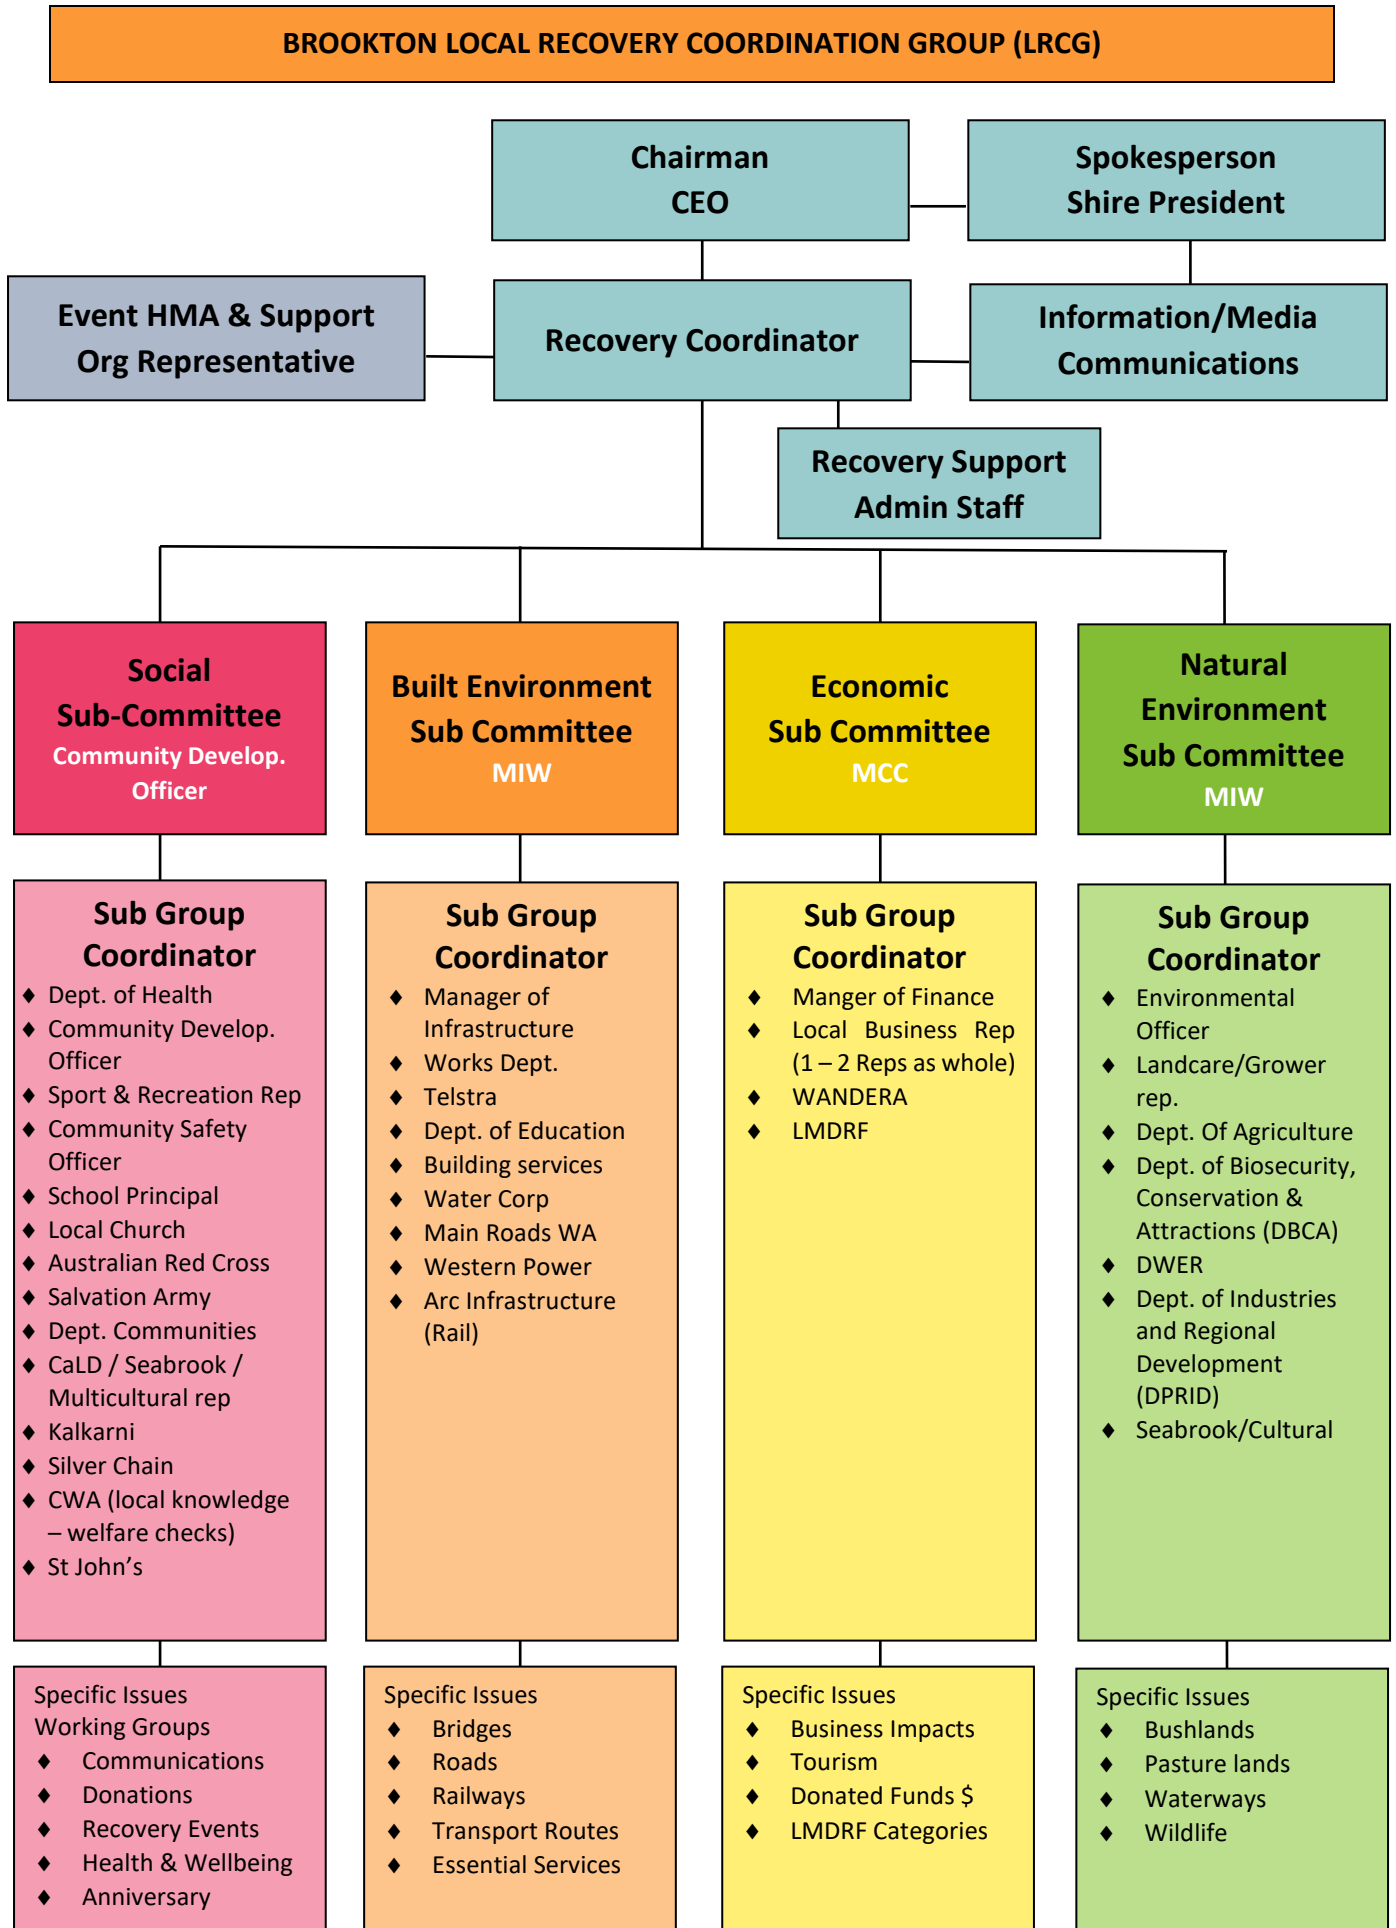 BROOKTON LOCAL RECOVERY COORDINATION GROUP (LRCG)
Chairman
CEO
Spokesperson
Shire President
Event HMA & Support
Org Representative
Recovery Coordinator
Information/Media
Communications
Recovery Support
Admin Staff
Social
Sub-Committee
Community Develop.
Officer
Built Environment
Sub Committee
MIW
Economic
Sub Committee
MCC
Natural
Environment
Sub Committee
MIW
Sub Group
Coordinator
♦ Dept. of Health
♦ Community Develop.
Officer
♦ Sport & Recreation Rep
♦ Community Safety
Officer
♦ School Principal
♦ Local Church
♦ Australian Red Cross
♦ Salvation Army
♦ Dept. Communities
♦ CaLD / Seabrook /
Multicultural rep
♦ Kalkarni
♦ Silver Chain
♦ CWA (local knowledge
– welfare checks)
♦ St John’s
Sub Group
Coordinator
♦ Manager of
Infrastructure
♦ Works Dept.
♦ Telstra
♦ Dept. of Education
♦ Building services
♦ Water Corp
♦ Main Roads WA
♦ Western Power
♦ Arc Infrastructure
(Rail)
Sub Group
Coordinator
♦ Manger of Finance
♦ Local Business Rep
(1 – 2 Reps as whole)
♦ WANDERA
♦ LMDRF
Sub Group
Coordinator
♦ Environmental
Officer
♦ Landcare/Grower
rep.
♦ Dept. Of Agriculture
♦ Dept. of Biosecurity,
Conservation &
Attractions (DBCA)
♦ DWER
♦ Dept. of Industries
and Regional
Development
(DPRID)
♦ Seabrook/Cultural
Specific Issues
Working Groups
♦ Communications
♦ Donations
♦ Recovery Events
♦ Health & Wellbeing
♦ Anniversary
Specific Issues
♦ Bridges
♦ Roads
♦ Railways
♦ Transport Routes
♦ Essential Services
Specific Issues
♦ Business Impacts
♦ Tourism
♦ Donated Funds $
♦ LMDRF Categories
Specific Issues
♦ Bushlands
♦ Pasture lands
♦ Waterways
♦ Wildlife